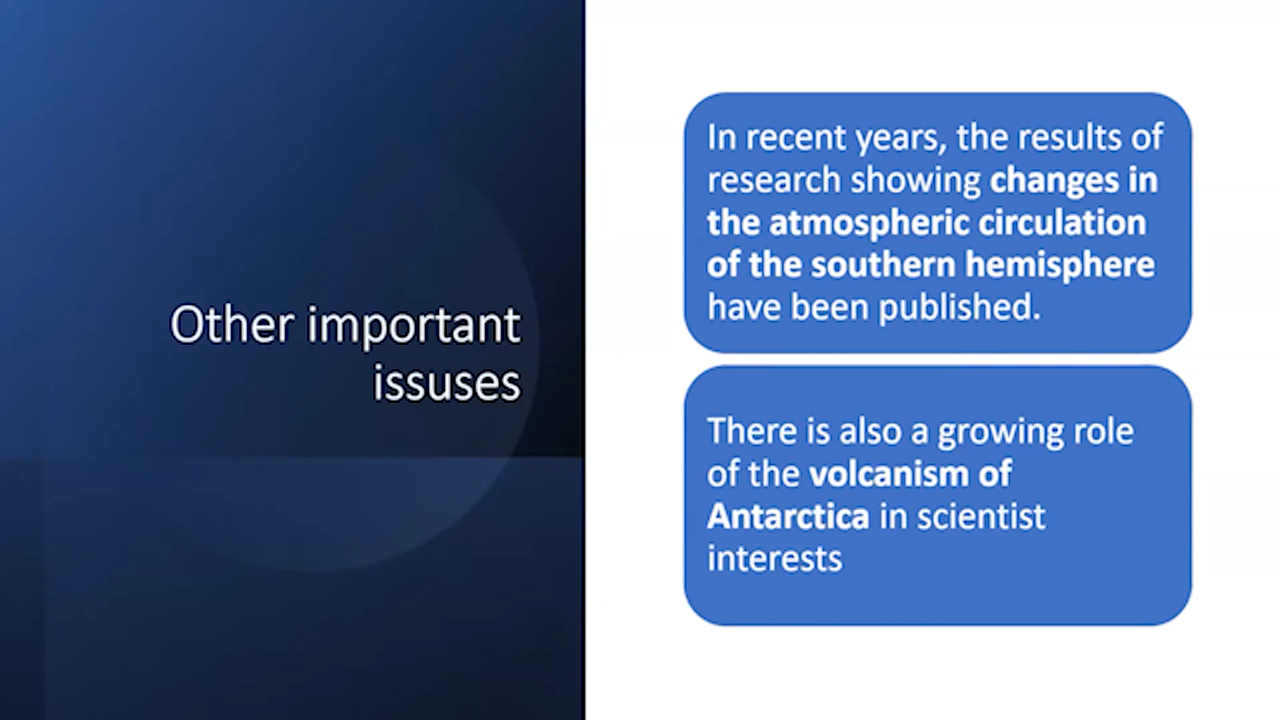 Other important
issuses
In recent years, the results of
research showing changes in
the atmospheric circulation
of the southern hemisphere
have been published.
There is also a growing role
of the volcanism of
Antarctica in scientist
interests